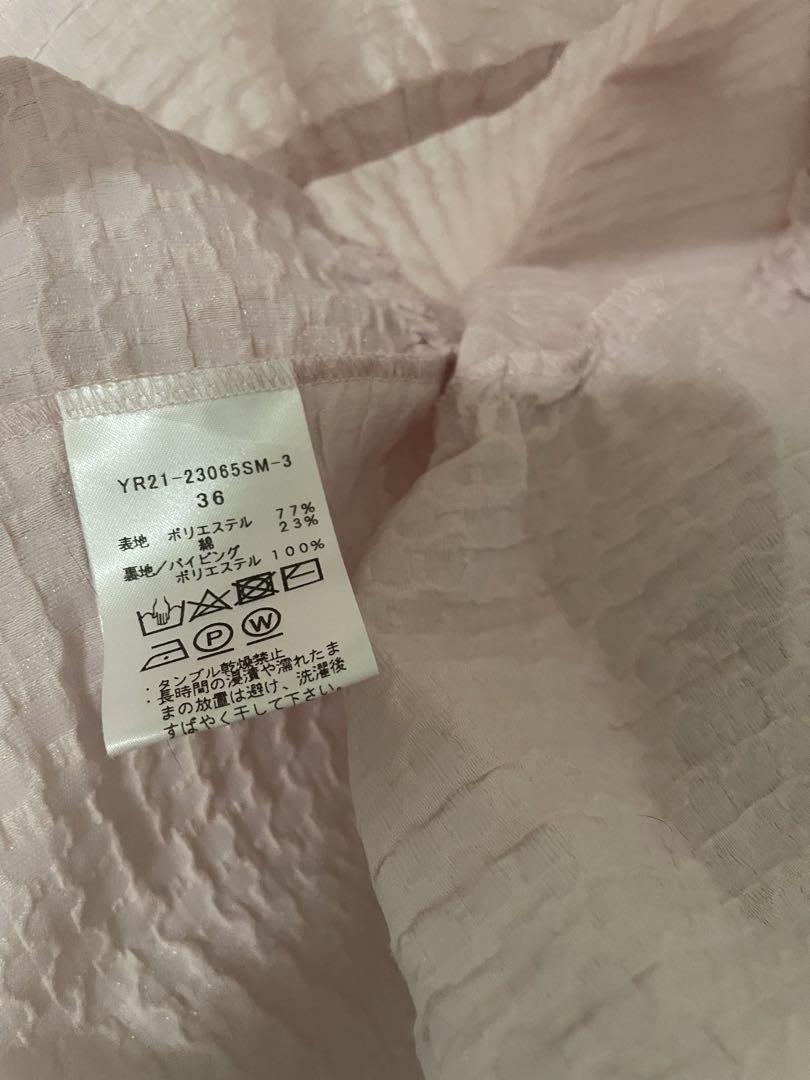 YR21-23065SM-3
36
表地 ポリエステル 77%
綿 23%
裏地/パイピング
ポリエステル 100%
P W
・タンブル乾燥禁止
・長時間の浸漬や濡れたま
まの放置は避け、洗濯後
すばやく干して下さい。